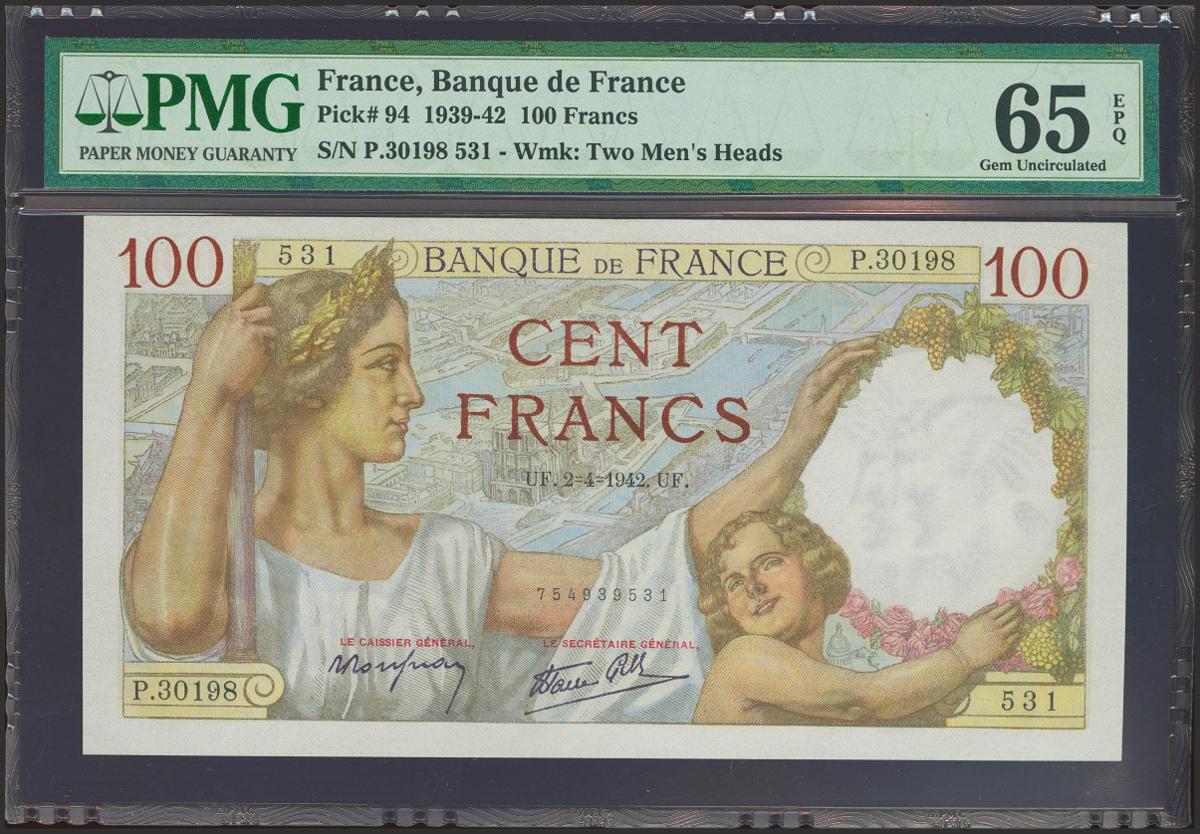 PMG
PAPER MONEY GUARANTY
France, Banque de France
Pick# 94 1939-42 100 Francs
S/N P.30198 531 - Wmk: Two Men's Heads
65 EPQ
Gem Uncirculated
100 531 BANQUE DE FRANCE P.30198 100
CENT
FRANCS
UF. 2=4=1942. UF.
754939531
LE CAISSIER GÉNÉRAL, LE SECRÉTAIRE GÉNÉRAL,
P.30198 531